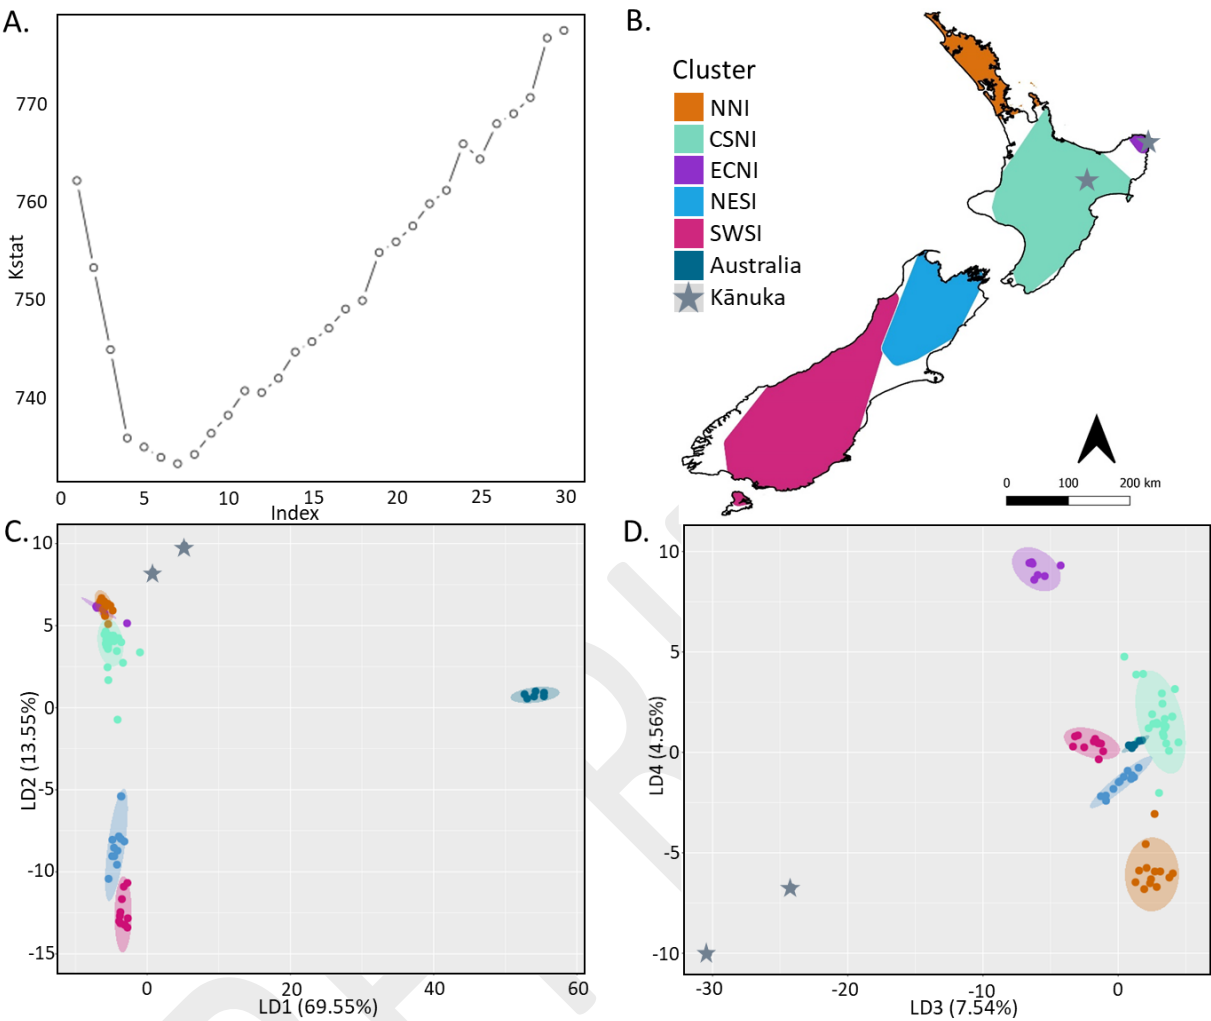 A.
770
760
750
740
Kstat
0 5 10 15 20 25 30
Index
B.
Cluster
NNI
CSNI
ECNI
NESI
SWSI
Australia
Kānuka
0 100 200 km
C.
10
5
0
-5
-10
-15
LD2 (13.55%)
0 20 40 60
LD1 (69.55%)
D.
10
5
0
-5
-10
LD4 (4.56%)
-30 -20 -10 0
LD3 (7.54%)